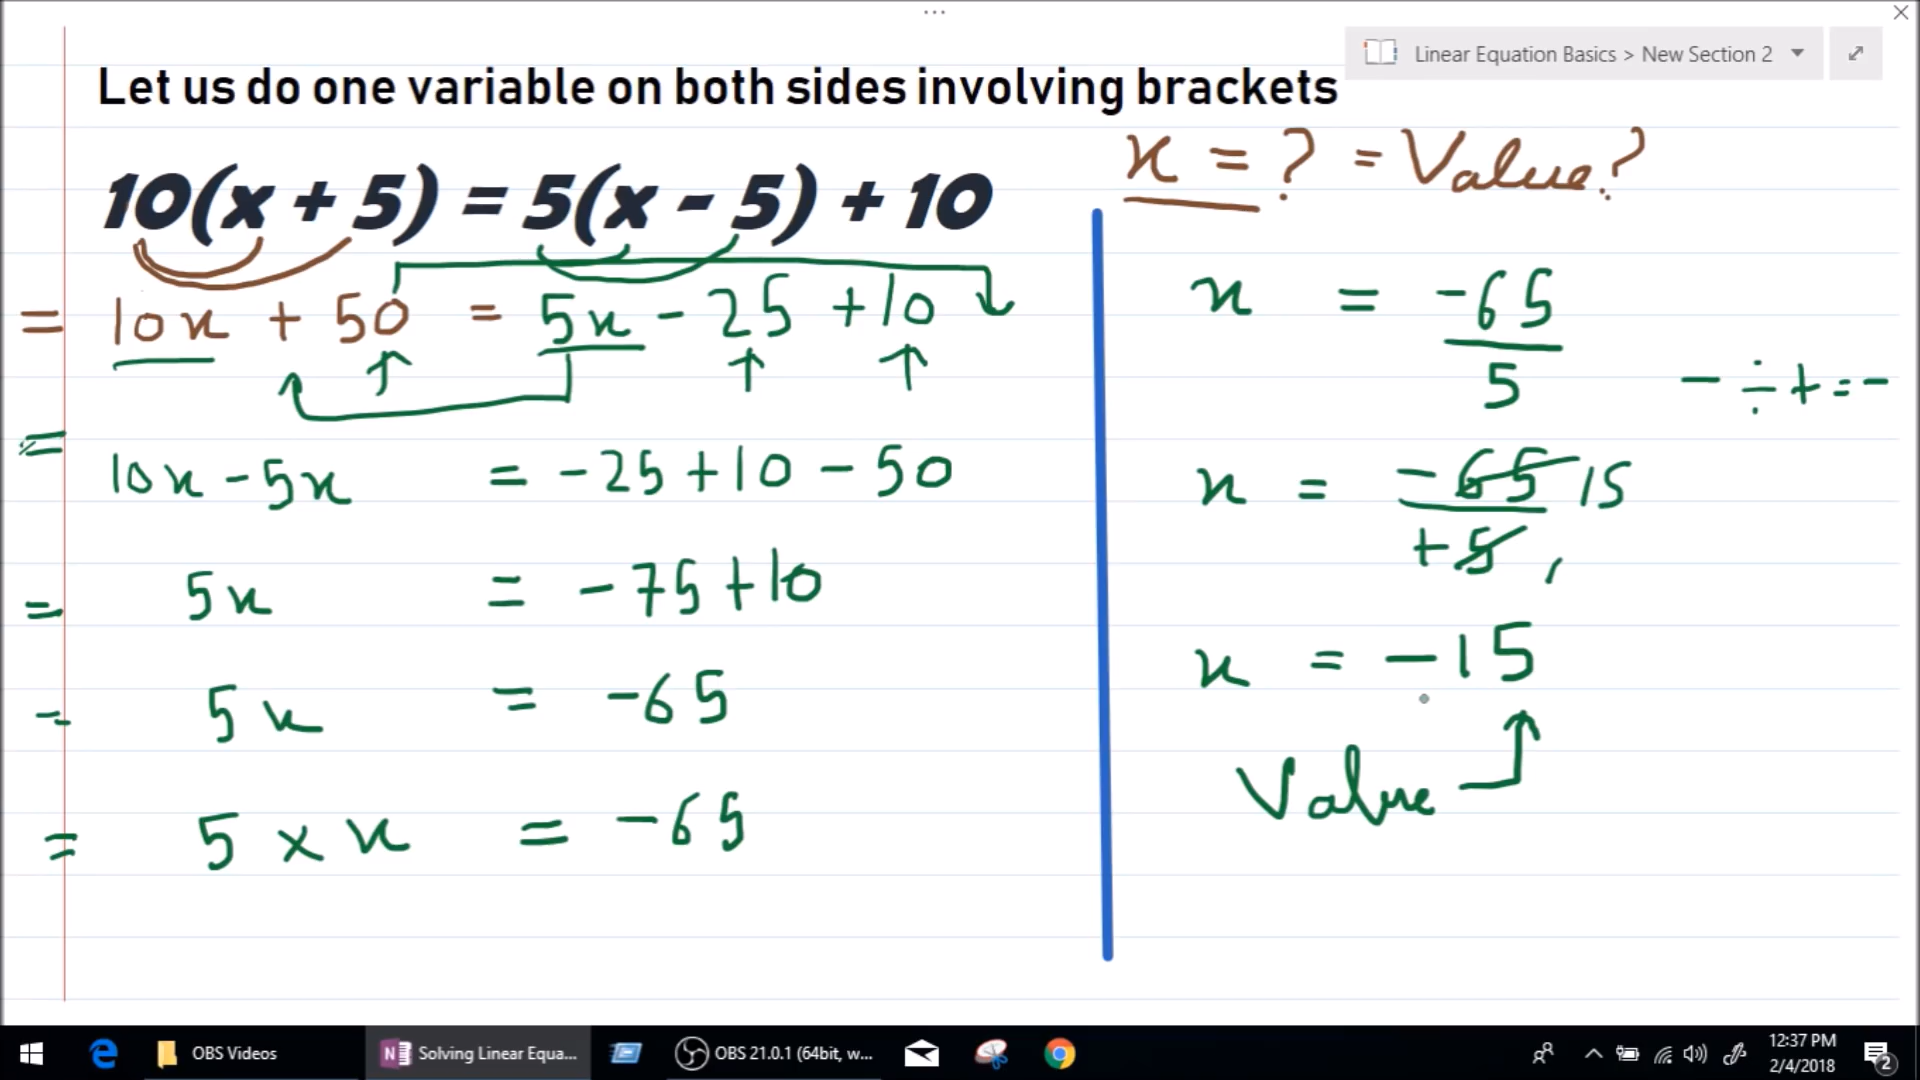 Linear Equation Basics > New Section 2
Let us do one variable on both sides involving brackets
x = ? = Value?
10(x + 5) = 5(x - 5) + 10
= 10x + 50 = 5x - 25 + 10
= 10x - 5x = -25 + 10 - 50
= 5x = -75 + 10
= 5x = -65
= 5 × x = -65
x = -65
5
- ÷ + = -
x = -65 15
+5 1
x = -15
Value
OBS Videos
Solving Linear Equa...
OBS 21.0.1 (64bit, w...
12:37 PM
2/4/2018
2